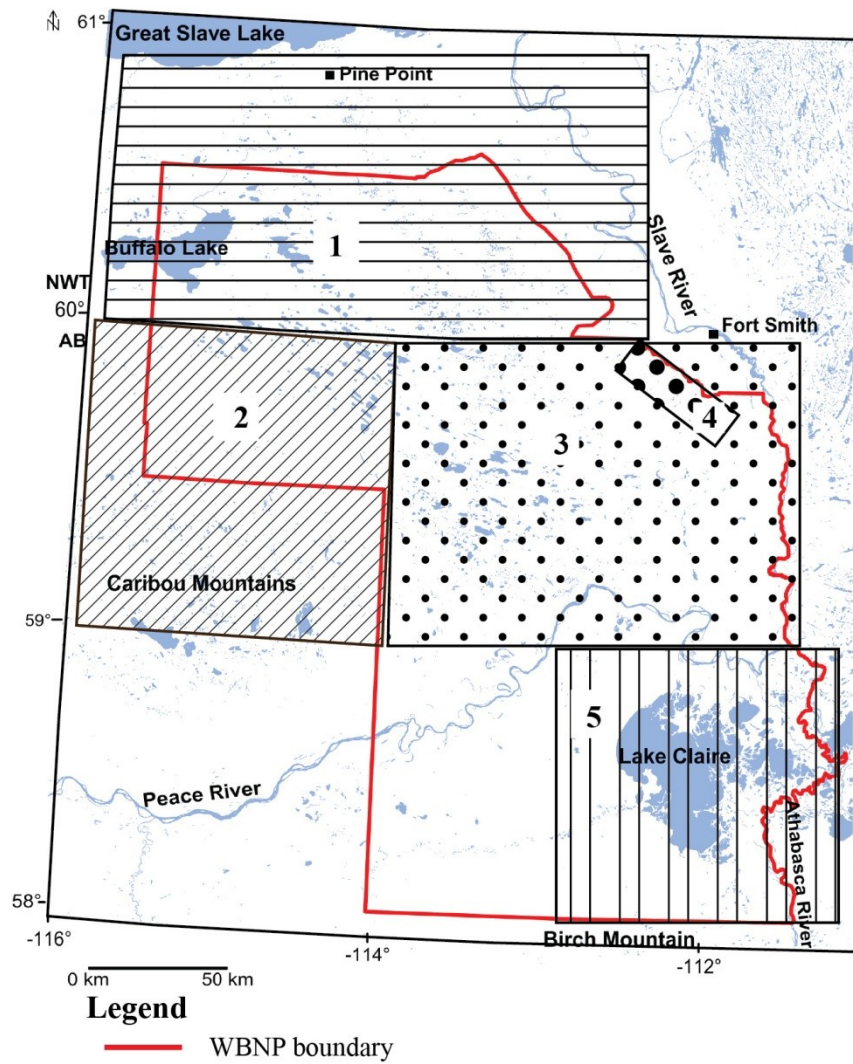 N
61°
Great Slave Lake
Pine Point
Buffalo Lake
1
Slave River
NWT
60°
AB
Fort Smith
2
3
4
Caribou Mountains
59°
5
Lake Claire
Peace River
Athabasca River
58°
Birch Mountain
-116°
-114°
-112°
0 km 50 km
Legend
WBNP boundary